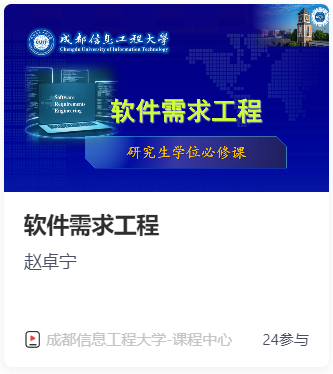 成都信息工程大学
Chengdu University of Information Technology
Software
Requirements
Engineering
软件需求工程
研究生学位必修课
软件需求工程
赵卓宁
成都信息工程大学-课程中心
24参与